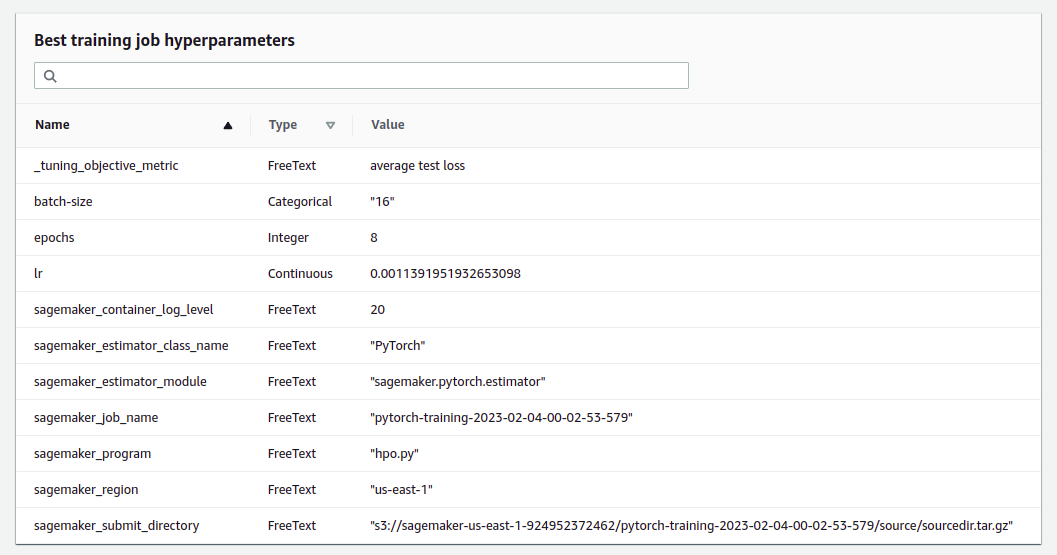 Best training job hyperparameters
Name Type Value
_tuning_objective_metric FreeText average test loss
batch-size Categorical "16"
epochs Integer 8
lr Continuous 0.0011391951932653098
sagemaker_container_log_level FreeText 20
sagemaker_estimator_class_name FreeText "PyTorch"
sagemaker_estimator_module FreeText "sagemaker.pytorch.estimator"
sagemaker_job_name FreeText "pytorch-training-2023-02-04-00-02-53-579"
sagemaker_program FreeText "hpo.py"
sagemaker_region FreeText "us-east-1"
sagemaker_submit_directory FreeText "s3://sagemaker-us-east-1-924952372462/pytorch-training-2023-02-04-00-02-53-579/source/sourcedir.tar.gz"